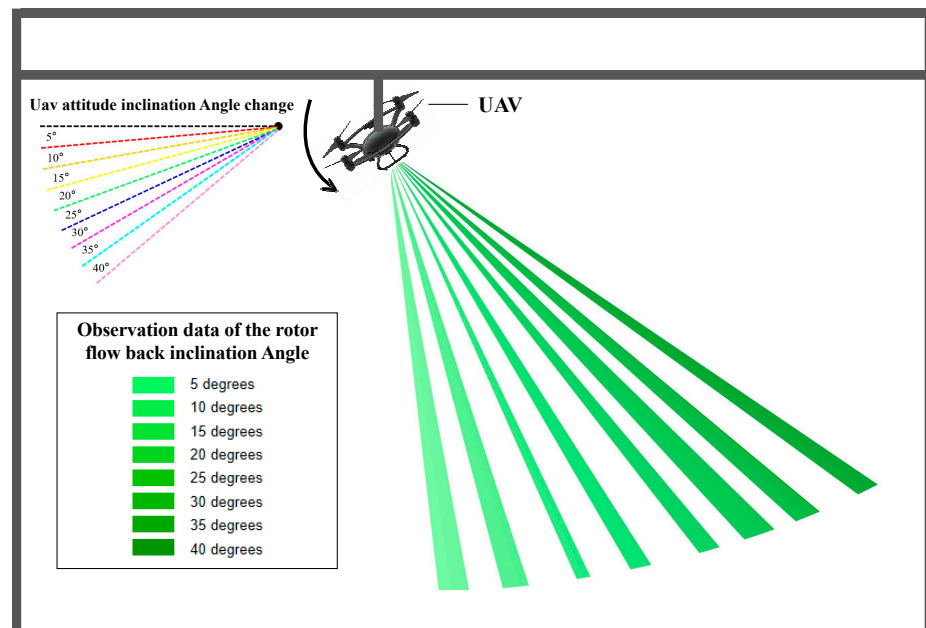 Uav attitude inclination Angle change
UAV
5°
10°
15°
20°
25°
30°
35°
40°
Observation data of the rotor
flow back inclination Angle
5 degrees
10 degrees
15 degrees
20 degrees
25 degrees
30 degrees
35 degrees
40 degrees